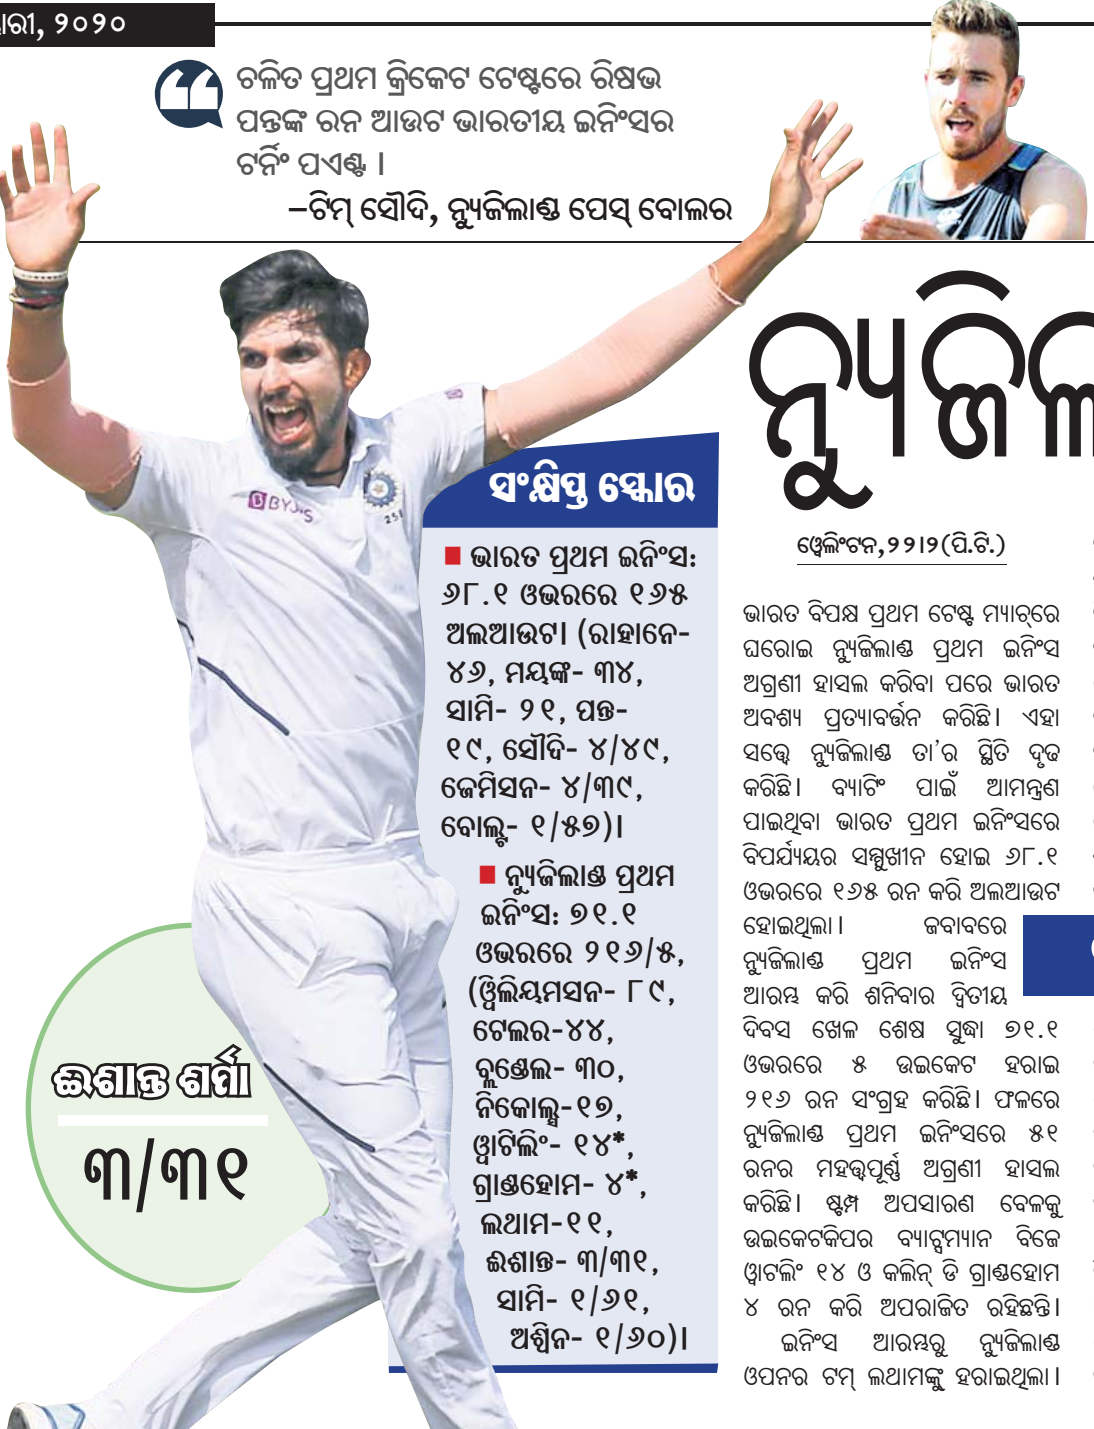 ୟାରୀ, ୨୦୨୦
ଚଳିତ ପ୍ରଥମ କ୍ରିକେଟ ଟେଷ୍ଟରେ ରିଷଭ
ପନ୍ତଙ୍କ ରନ ଆଉଟ ଭାରତୀୟ ଇନିଂସର
ଟର୍ନିଂ ପଏଣ୍ଟ ।
–ଟିମ୍ ସୌଦି, ନ୍ୟୁଜିଲାଣ୍ଡ ପେସ୍ ବୋଲର
BYJU'S
ସଂକ୍ଷିପ୍ତ ସ୍କୋର
ଭାରତ ପ୍ରଥମ ଇନିଂସ:
୬୮.୧ ଓଭରରେ ୧୬୫
ଅଲଆଉଟ। (ରାହାନେ-
୪୬, ମୟଙ୍କ- ୩୪,
ସାମି- ୨୧, ପନ୍ତ-
୧୯, ସୌଦି- ୪/୪୯,
ଜେମିସନ- ୪/୩୯,
ବୋଲ୍ଟ- ୧/୫୭)।
ନ୍ୟୁଜିଲାଣ୍ଡ ପ୍ରଥମ
ଇନିଂସ: ୭୧.୧
ଓଭରରେ ୨୧୬/୫,
(ୱିଲିୟମସନ- ୮୯,
ଟେଲର-୪୪,
ବ୍ଲୁଣ୍ଡେଲ- ୩୦,
ନିକୋଲ୍ସ-୧୭,
ୱାଟିଲିଂ- ୧୪*,
ଗ୍ରାଣ୍ଡହୋମ- ୪*,
ଲଥାମ-୧୧,
ଈଶାନ୍ତ- ୩/୩୧,
ସାମି- ୧/୬୧,
ଅଶ୍ୱିନ- ୧/୬୦)।
ଈଶାନ୍ତ ଶର୍ମା
୩/୩୧
ନ୍ୟୁଜିଲ
ୱେଲିଂଟନ,୨୨।୨(ପି.ଟି.)
ଭାରତ ବିପକ୍ଷ ପ୍ରଥମ ଟେଷ୍ଟ ମ୍ୟାଚ୍‌ରେ
ଘରୋଇ ନ୍ୟୁଜିଲାଣ୍ଡ ପ୍ରଥମ ଇନିଂସ
ଅଗ୍ରଣୀ ହାସଲ କରିବା ପରେ ଭାରତ
ଅବଶ୍ୟ ପ୍ରତ୍ୟାବର୍ତ୍ତନ କରିଛି। ଏହା
ସତ୍ତ୍ୱେ ନ୍ୟୁଜିଲାଣ୍ଡ ତା'ର ସ୍ଥିତି ଦୃଢ
କରିଛି। ବ୍ୟାଟିଂ ପାଇଁ ଆମନ୍ତ୍ରଣ
ପାଇଥିବା ଭାରତ ପ୍ରଥମ ଇନିଂସରେ
ବିପର୍ଯ୍ୟୟର ସମ୍ମୁଖୀନ ହୋଇ ୬୮.୧
ଓଭରରେ ୧୬୫ ରନ କରି ଅଲଆଉଟ
ହୋଇଥିଲା। ଜବାବରେ
ନ୍ୟୁଜିଲାଣ୍ଡ ପ୍ରଥମ ଇନିଂସ
ଆରମ୍ଭ କରି ଶନିବାର ଦ୍ୱିତୀୟ
ଦିବସ ଖେଳ ଶେଷ ସୁଦ୍ଧା ୭୧.୧
ଓଭରରେ ୫ ଉଇକେଟ ହରାଇ
୨୧୬ ରନ ସଂଗ୍ରହ କରିଛି। ଫଳରେ
ନ୍ୟୁଜିଲାଣ୍ଡ ପ୍ରଥମ ଇନିଂସରେ ୫୧
ରନର ମହତ୍ତ୍ୱପୂର୍ଣ୍ଣ ଅଗ୍ରଣୀ ହାସଲ
କରିଛି। ଷ୍ଟମ୍ପ ଅପସାରଣ ବେଳକୁ
ଉଇକେଟକିପର ବ୍ୟାଟ୍ସମ୍ୟାନ ବିଜେ
ୱାଟଲିଂ ୧୪ ଓ କଲିନ୍ ଡି ଗ୍ରାଣ୍ଡହୋମ
୪ ରନ କରି ଅପରାଜିତ ରହିଛନ୍ତି।
ଇନିଂସ ଆରମ୍ଭରୁ ନ୍ୟୁଜିଲାଣ୍ଡ
ଓପନର ଟମ୍ ଲଥାମଙ୍କୁ ହରାଇଥିଲା।